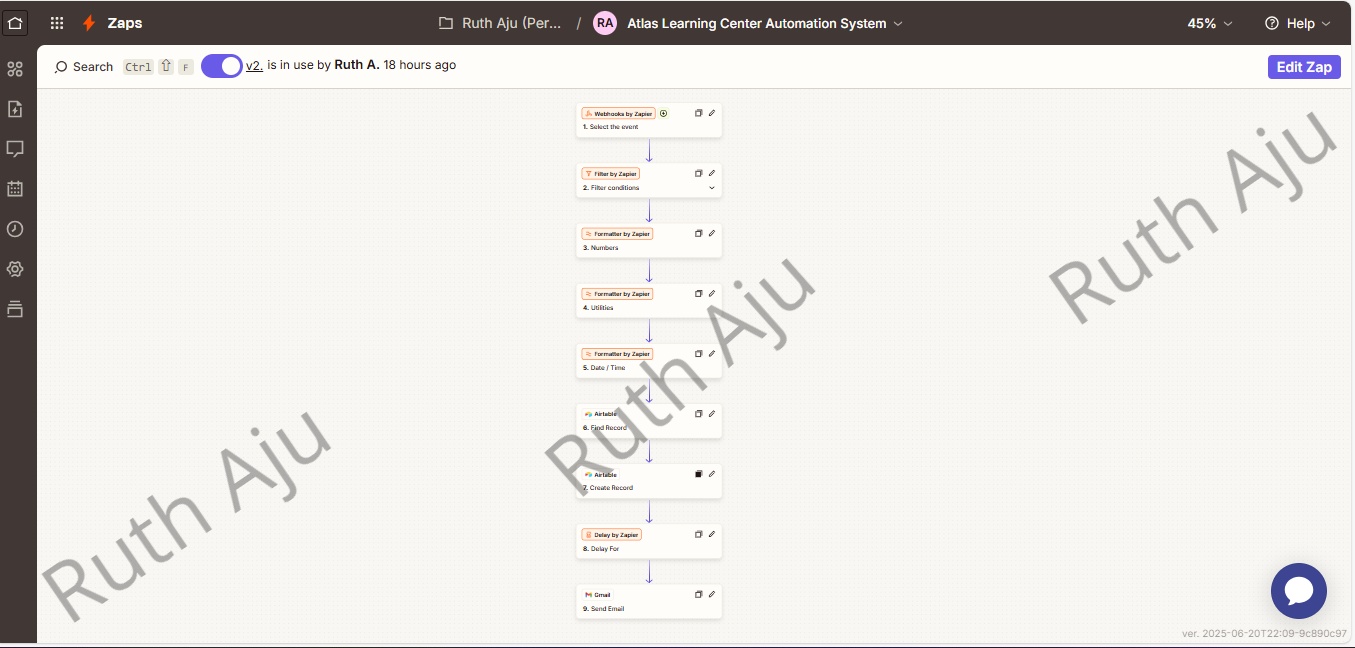 Zaps
Ruth Aju (Per... / RA Atlas Learning Center Automation System
45%
Help
Search Ctrl ⇧ F
v2. is in use by Ruth A. 18 hours ago
Edit Zap
Webhooks by Zapier
1. Select the event
Filter by Zapier
2. Filter conditions
Formatter by Zapier
3. Numbers
Formatter by Zapier
4. Utilities
Formatter by Zapier
5. Date / Time
Airtable
6. Find Record
Airtable
7. Create Record
Delay by Zapier
8. Delay For
Gmail
9. Send Email
Ruth Aju
Ruth Aju
Ruth Aju
ver. 2025-06-20T22:09-9c890c97